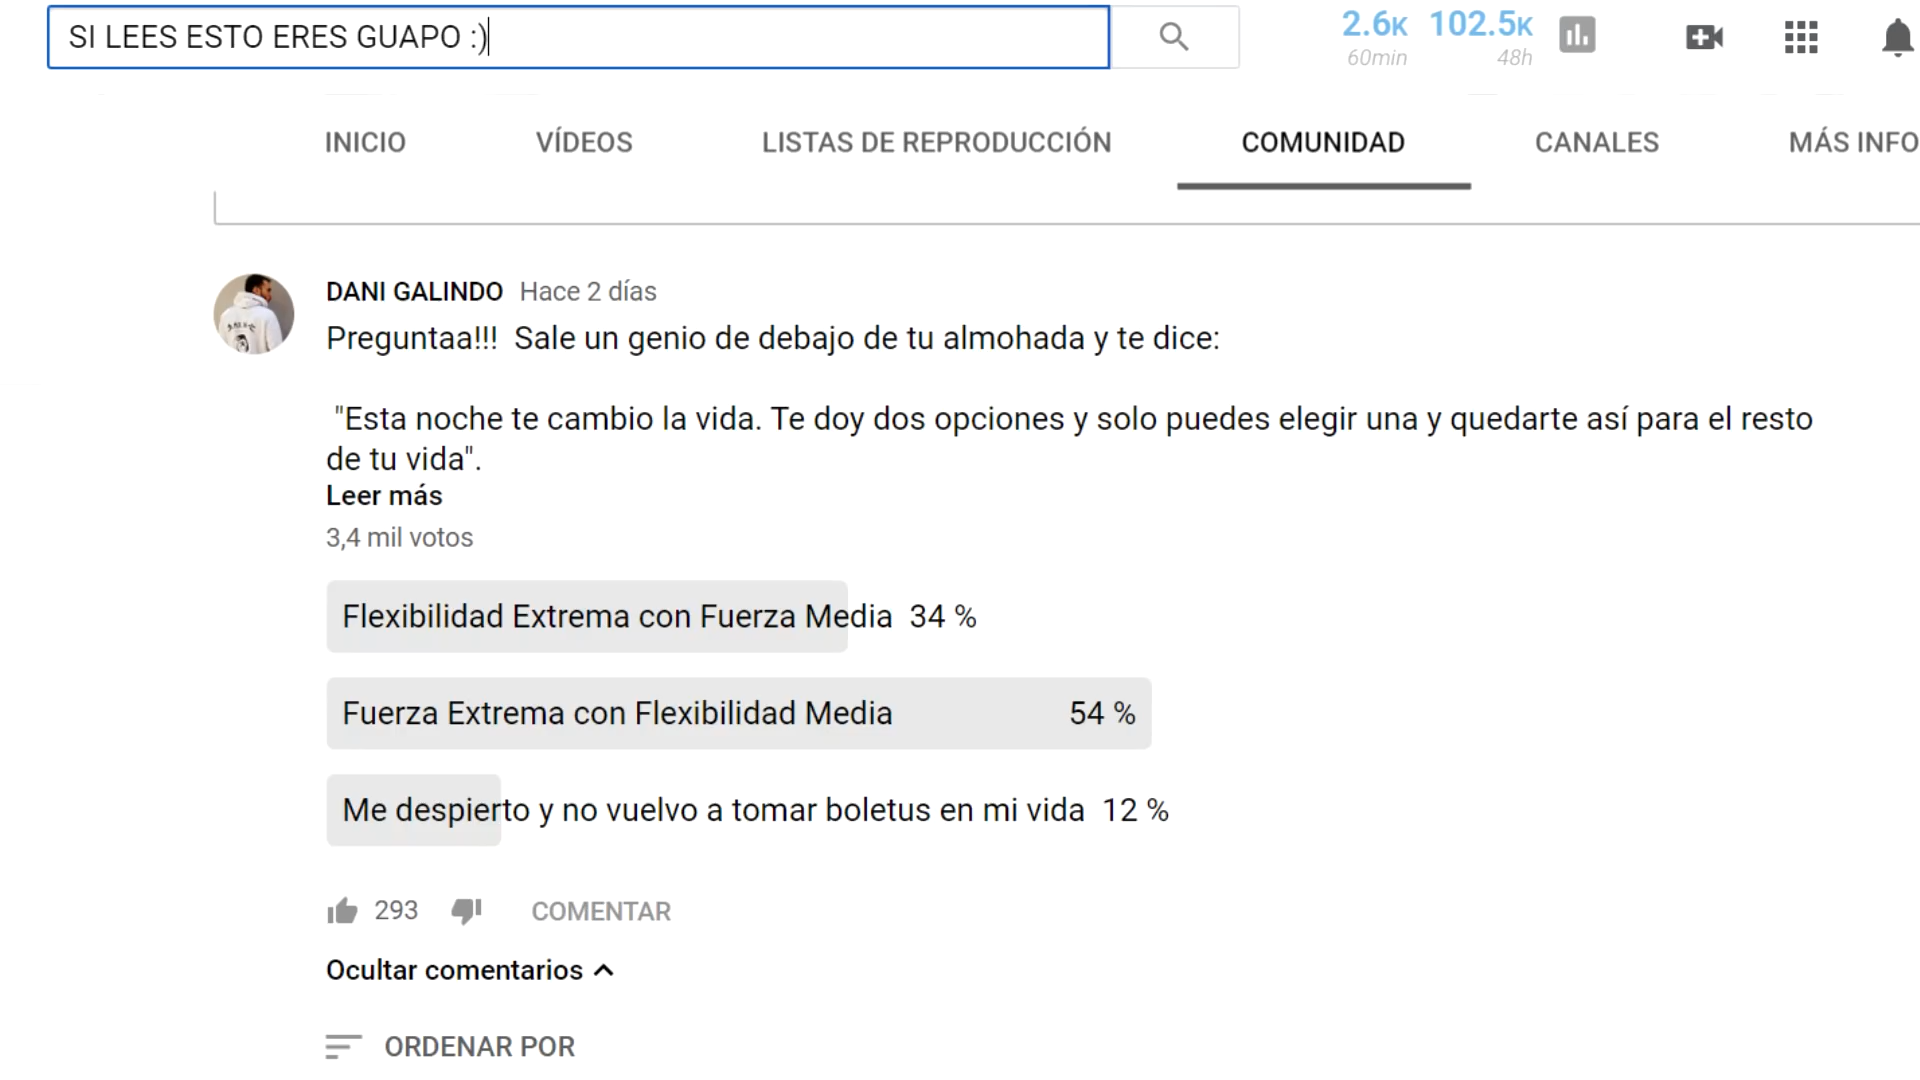 SI LEES ESTO ERES GUAPO :)
2.6K 102.5K
60min 48h
INICIO VÍDEOS LISTAS DE REPRODUCCIÓN COMUNIDAD CANALES MÁS INFO
DANI GALINDO Hace 2 días
Preguntaa!!! Sale un genio de debajo de tu almohada y te dice:
"Esta noche te cambio la vida. Te doy dos opciones y solo puedes elegir una y quedarte así para el resto
de tu vida".
Leer más
3,4 mil votos
Flexibilidad Extrema con Fuerza Media 34 %
Fuerza Extrema con Flexibilidad Media 54 %
Me despierto y no vuelvo a tomar boletus en mi vida 12 %
293 COMENTAR
Ocultar comentarios
ORDENAR POR